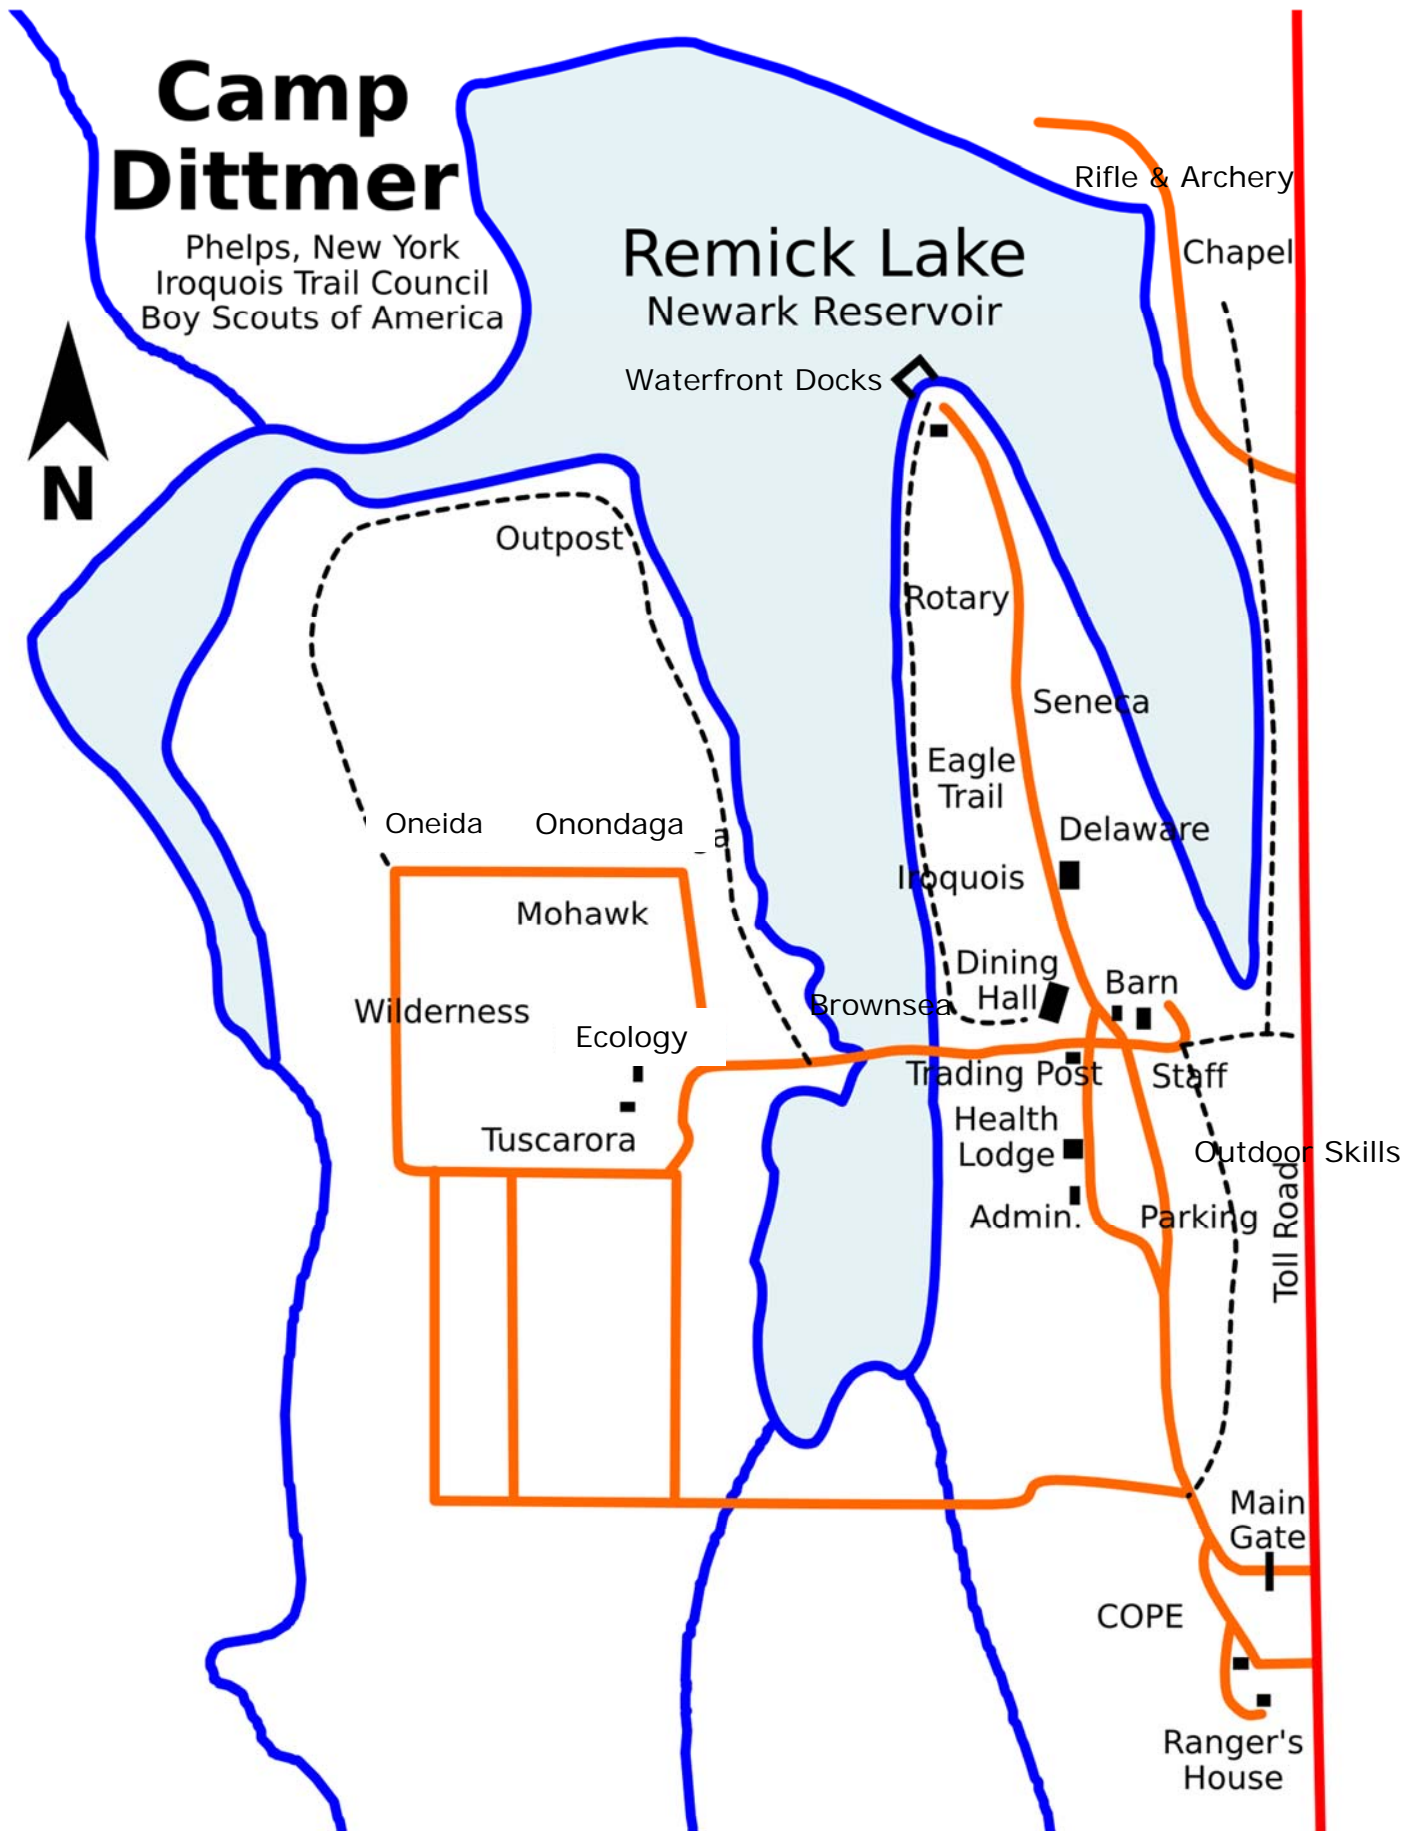 Camp
Dittmer
Phelps, New York
Iroquois Trail Council
Boy Scouts of America
N
Remick Lake
Newark Reservoir
Waterfront Docks
Rifle & Archery
Chapel
Outpost
Rotary
Seneca
Eagle
Trail
Delaware
Iroquois
Oneida
Onondaga
Mohawk
Wilderness
Ecology
Tuscarora
Brownsea
Dining
Hall
Barn
Trading Post
Staff
Health
Lodge
Outdoor Skills
Admin.
Parking
Toll Road
Main
Gate
COPE
Ranger's
House